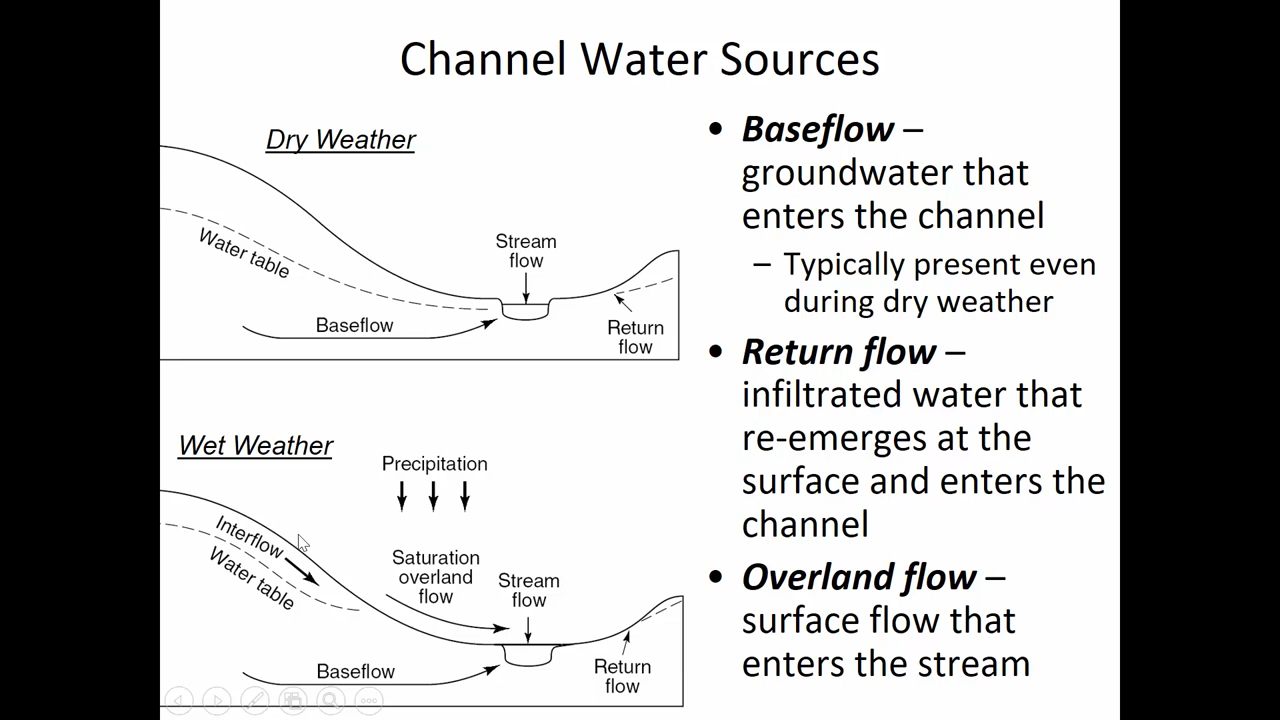 Channel Water Sources
Dry Weather
Water table
Stream
flow
Baseflow
Return
flow
Wet Weather
Precipitation
Interflow
Water table
Saturation
overland
flow
Stream
flow
Baseflow
Return
flow
• Baseflow –
groundwater that
enters the channel
– Typically present even
during dry weather
• Return flow –
infiltrated water that
re-emerges at the
surface and enters the
channel
• Overland flow –
surface flow that
enters the stream